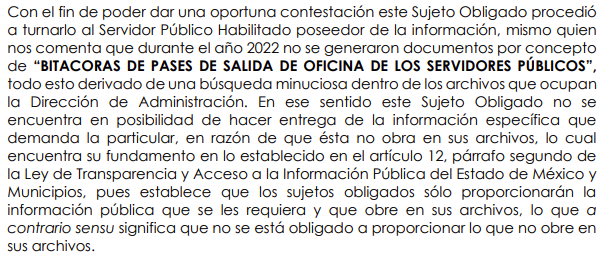 Con el fin de poder dar una oportuna contestación este Sujeto Obligado procedió
a turnarlo al Servidor Público Habilitado poseedor de la información, mismo quien
nos comenta que durante el año 2022 no se generaron documentos por concepto
de “BITACORAS DE PASES DE SALIDA DE OFICINA DE LOS SERVIDORES PÚBLICOS”,
todo esto derivado de una búsqueda minuciosa dentro de los archivos que ocupan
la Dirección de Administración. En ese sentido este Sujeto Obligado no se
encuentra en posibilidad de hacer entrega de la información específica que
demanda la particular, en razón de que ésta no obra en sus archivos, lo cual
encuentra su fundamento en lo establecido en el artículo 12, párrafo segundo de
la Ley de Transparencia y Acceso a la Información Pública del Estado de México y
Municipios, pues establece que los sujetos obligados sólo proporcionarán la
información pública que se les requiera y que obre en sus archivos, lo que a
contrario sensu significa que no se está obligado a proporcionar lo que no obre en
sus archivos.